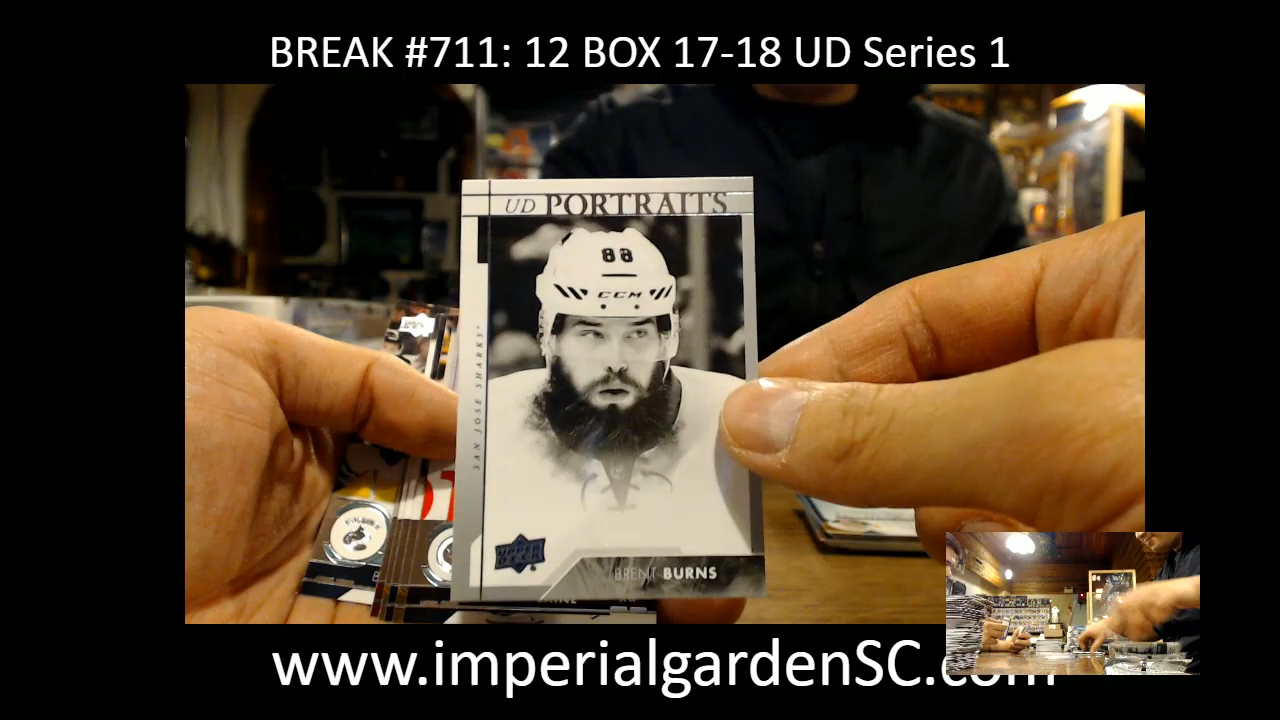 BREAK #711: 12 BOX 17-18 UD Series 1
UD PORTRAITS
88
CCM
SAN JOSE SHARKS
BRENT BURNS
www.imperialgardenSC.com